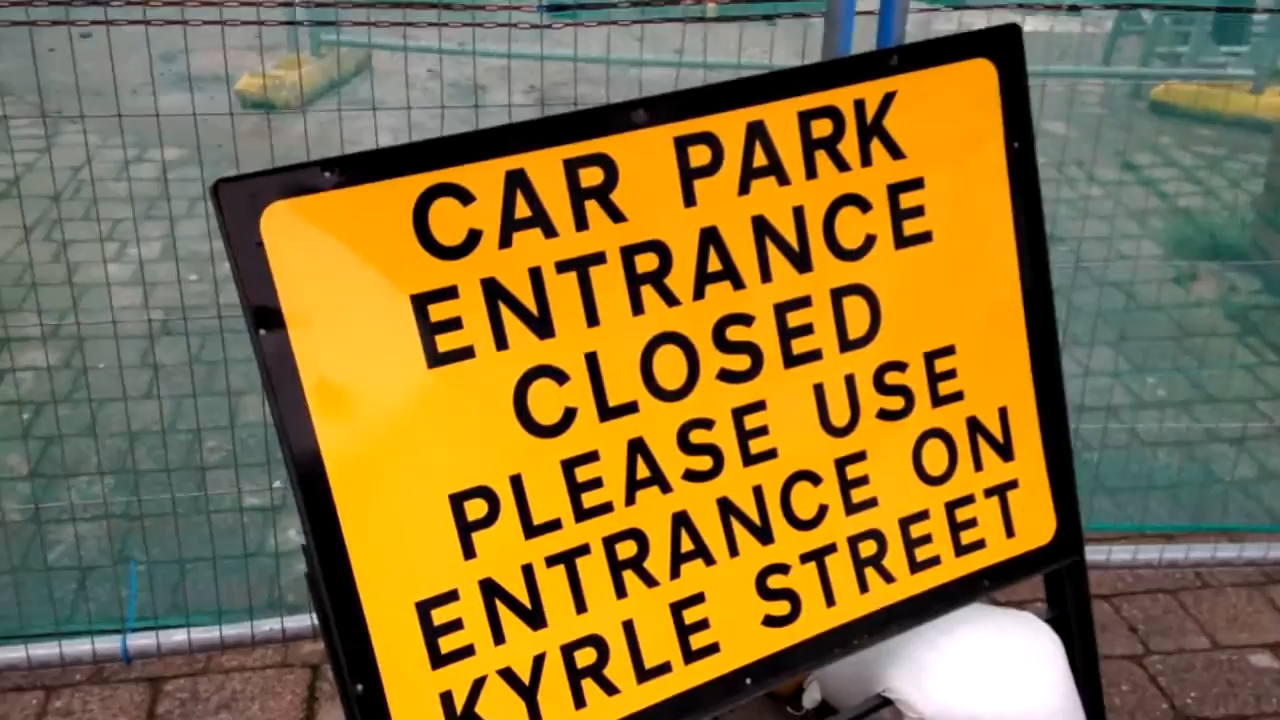 CAR PARK
ENTRANCE
CLOSED
PLEASE USE
ENTRANCE ON
KYRLE STREET